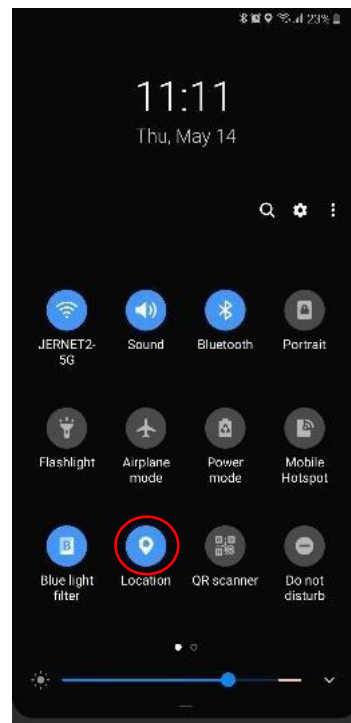 23%
11:11
Thu, May 14
JERNET2-
5G
Sound
Bluetooth
Portrait
Flashlight
Airplane
mode
Power
mode
Mobile
Hotspot
B
Blue light
filter
Location
QR scanner
Do not
disturb